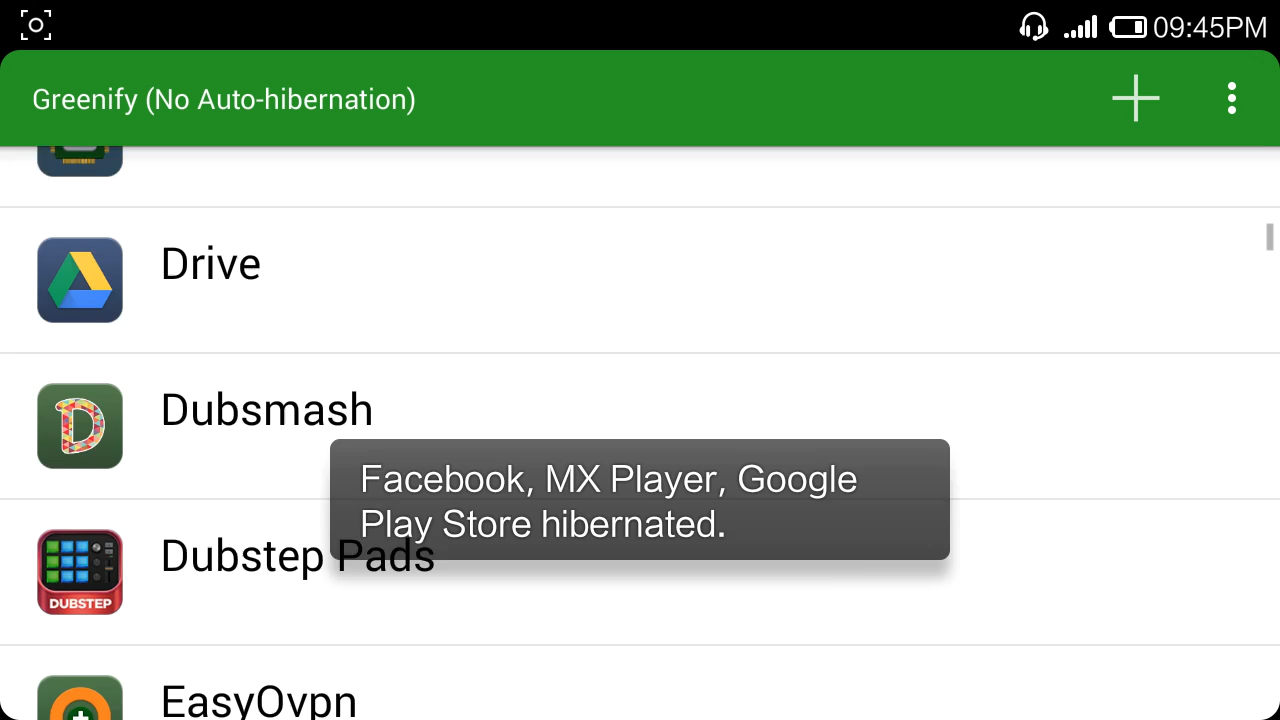 09:45PM
Greenify (No Auto-hibernation)
Drive
Dubsmash
Facebook, MX Player, Google
Play Store hibernated.
Dubstep Pads
DUBSTEP
EasyOvpn